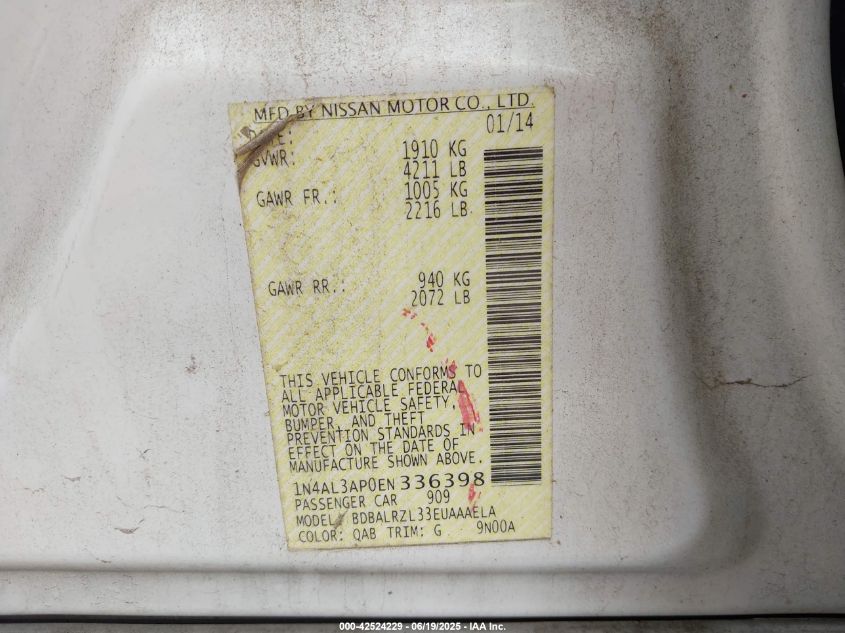 MFD BY NISSAN MOTOR CO., LTD.
DATE: 01/14
GVWR: 1910 KG
4211 LB
GAWR FR.: 1005 KG
2216 LB
GAWR RR.: 940 KG
2072 LB
THIS VEHICLE CONFORMS TO
ALL APPLICABLE FEDERAL
MOTOR VEHICLE SAFETY,
BUMPER, AND THEFT
PREVENTION STANDARDS IN
EFFECT ON THE DATE OF
MANUFACTURE SHOWN ABOVE.
1N4AL3AP0EN336398
PASSENGER CAR 909
MODEL: BDBALRZL33EUAAAELA
COLOR: QAB TRIM: G 9N00A
000-42524229 - 06/19/2025 - IAA Inc.